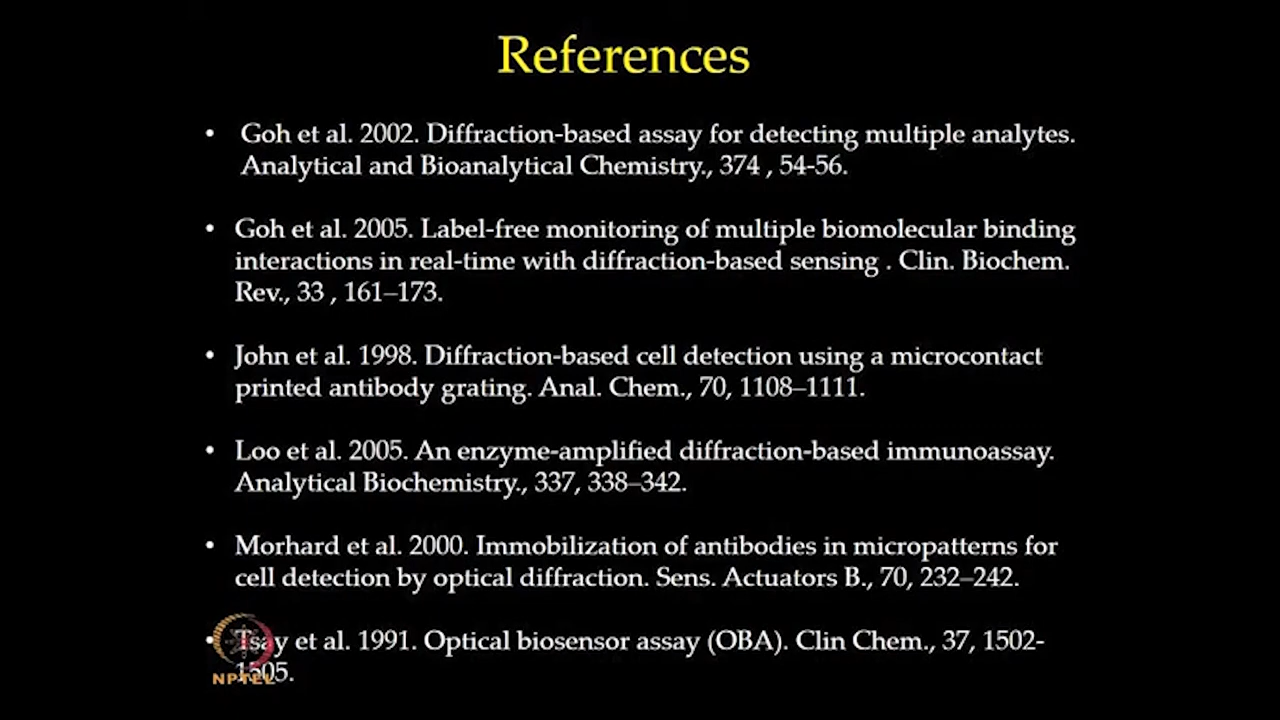 References
• Goh et al. 2002. Diffraction-based assay for detecting multiple analytes.
Analytical and Bioanalytical Chemistry., 374 , 54-56.
• Goh et al. 2005. Label-free monitoring of multiple biomolecular binding
interactions in real-time with diffraction-based sensing . Clin. Biochem.
Rev., 33 , 161–173.
• John et al. 1998. Diffraction-based cell detection using a microcontact
printed antibody grating. Anal. Chem., 70, 1108–1111.
• Loo et al. 2005. An enzyme-amplified diffraction-based immunoassay.
Analytical Biochemistry., 337, 338–342.
• Morhard et al. 2000. Immobilization of antibodies in micropatterns for
cell detection by optical diffraction. Sens. Actuators B., 70, 232–242.
• Tsay et al. 1991. Optical biosensor assay (OBA). Clin Chem., 37, 1502-
1505.
NPTEL